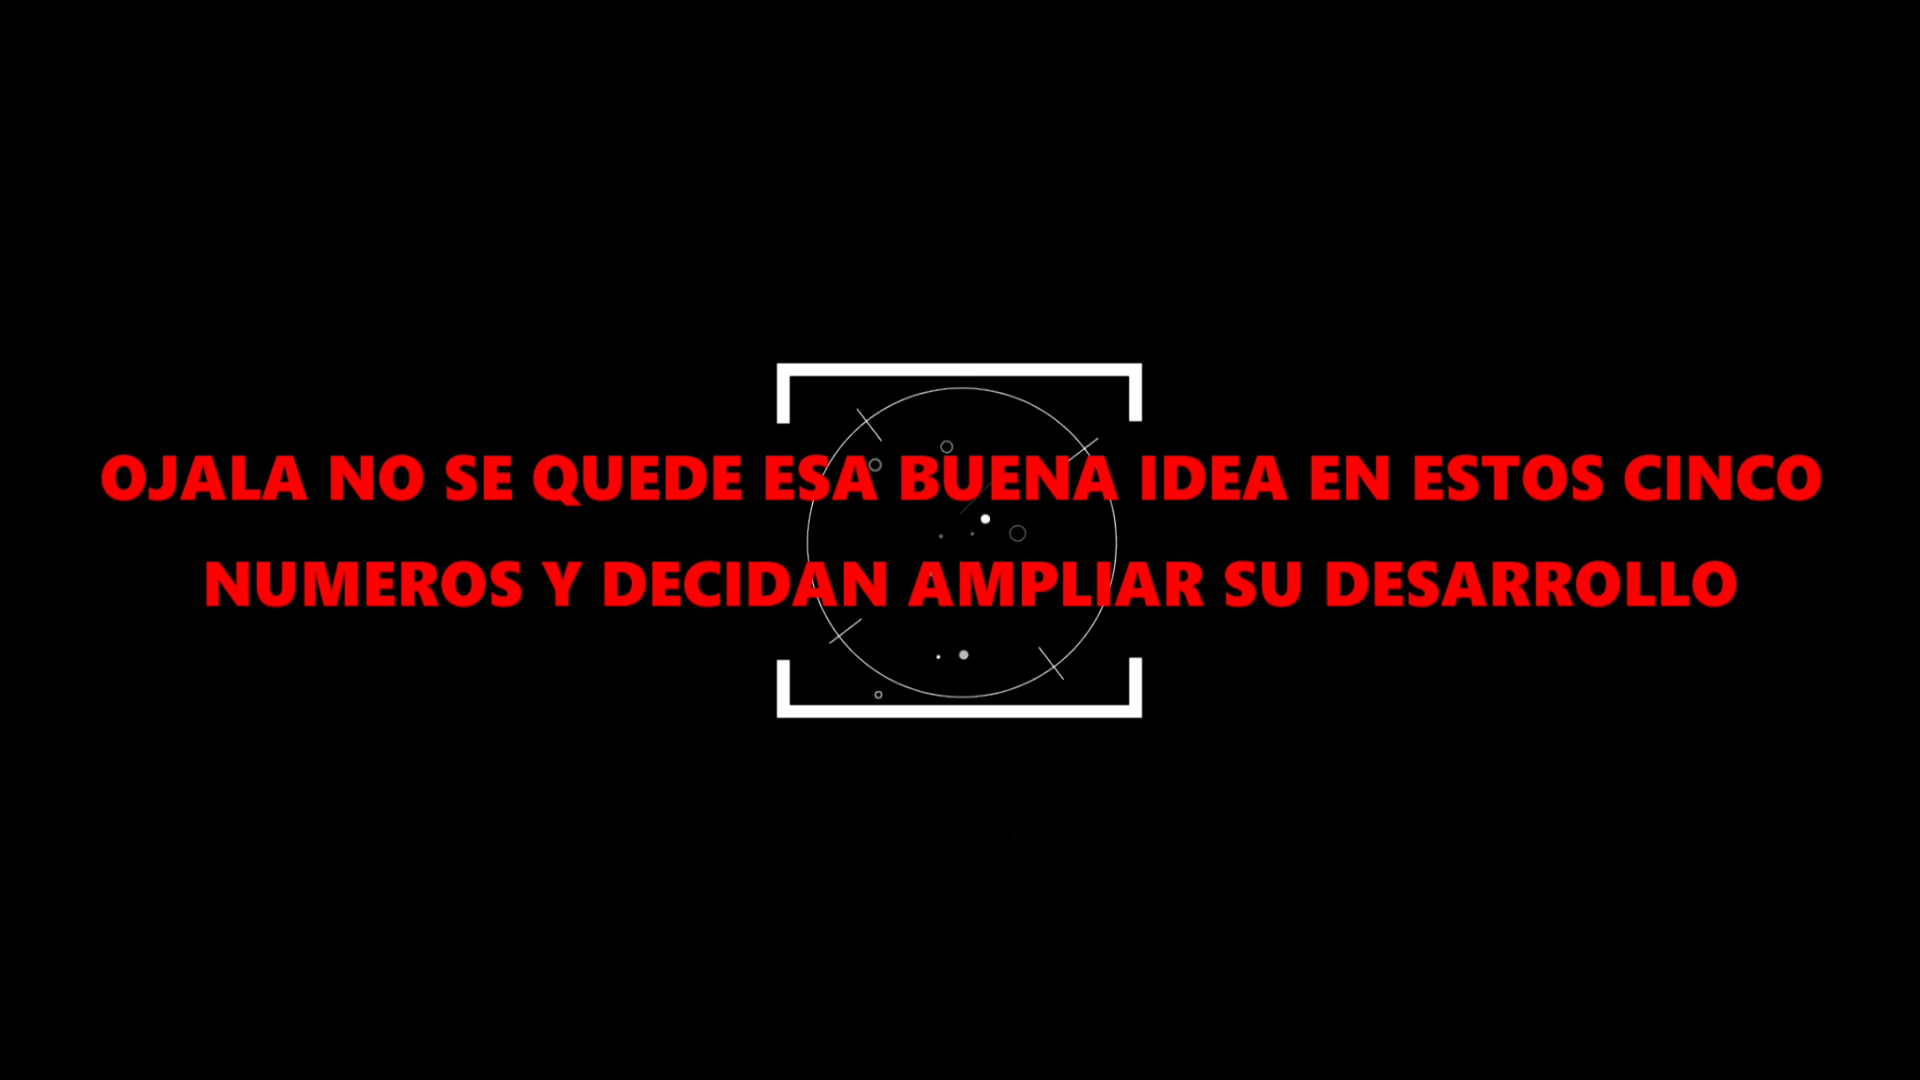 OJALA NO SE QUEDE ESA BUENA IDEA EN ESTOS CINCO
NUMEROS Y DECIDAN AMPLIAR SU DESARROLLO